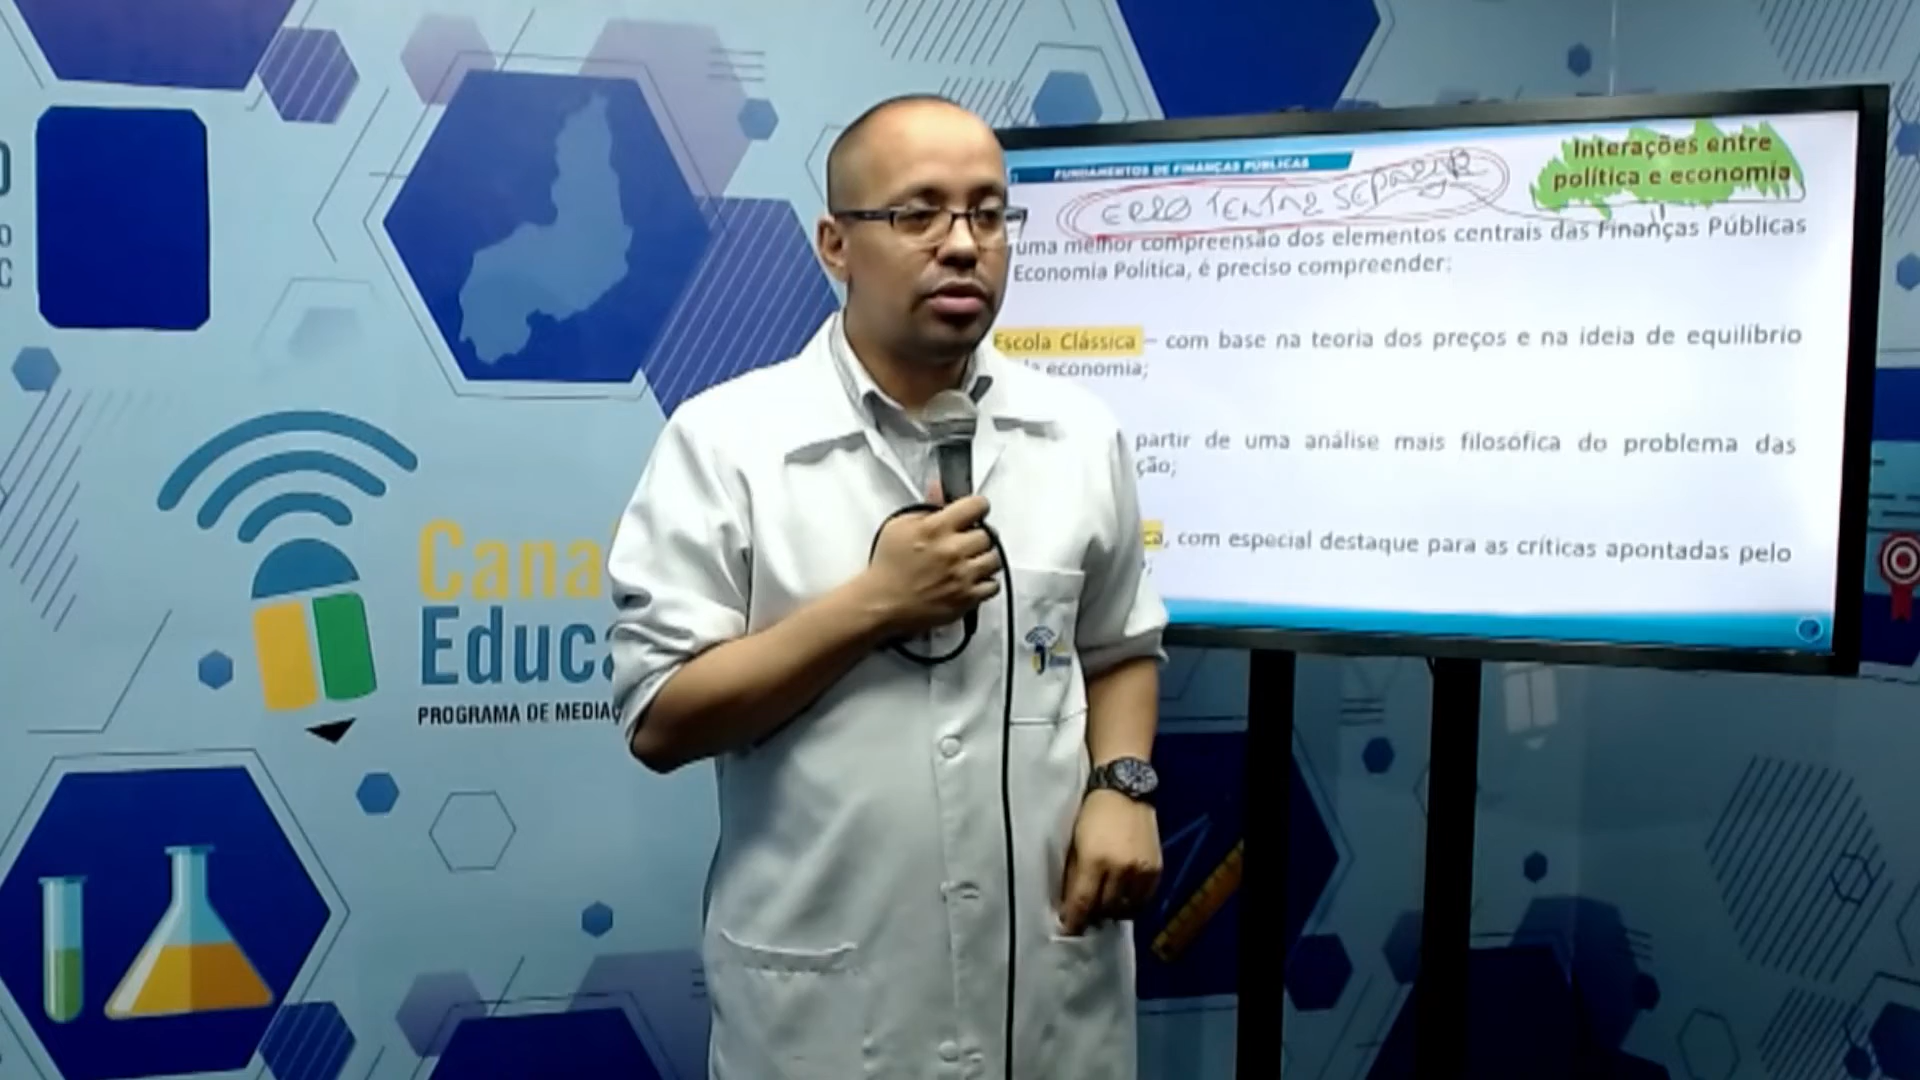 O
O
C
Cana
Educa
PROGRAMA DE MEDIAÇ
FUNDAMENTOS DE FINANÇAS PÚBLICAS
ERRO TENTAR SEPARAR
Interações entre
política e economia
uma melhor compreensão dos elementos centrais das Finanças Públicas
Economia Política, é preciso compreender:
Escola Clássica – com base na teoria dos preços e na ideia de equilíbrio
economia;
partir de uma análise mais filosófica do problema das
ção;
ca, com especial destaque para as críticas apontadas pelo